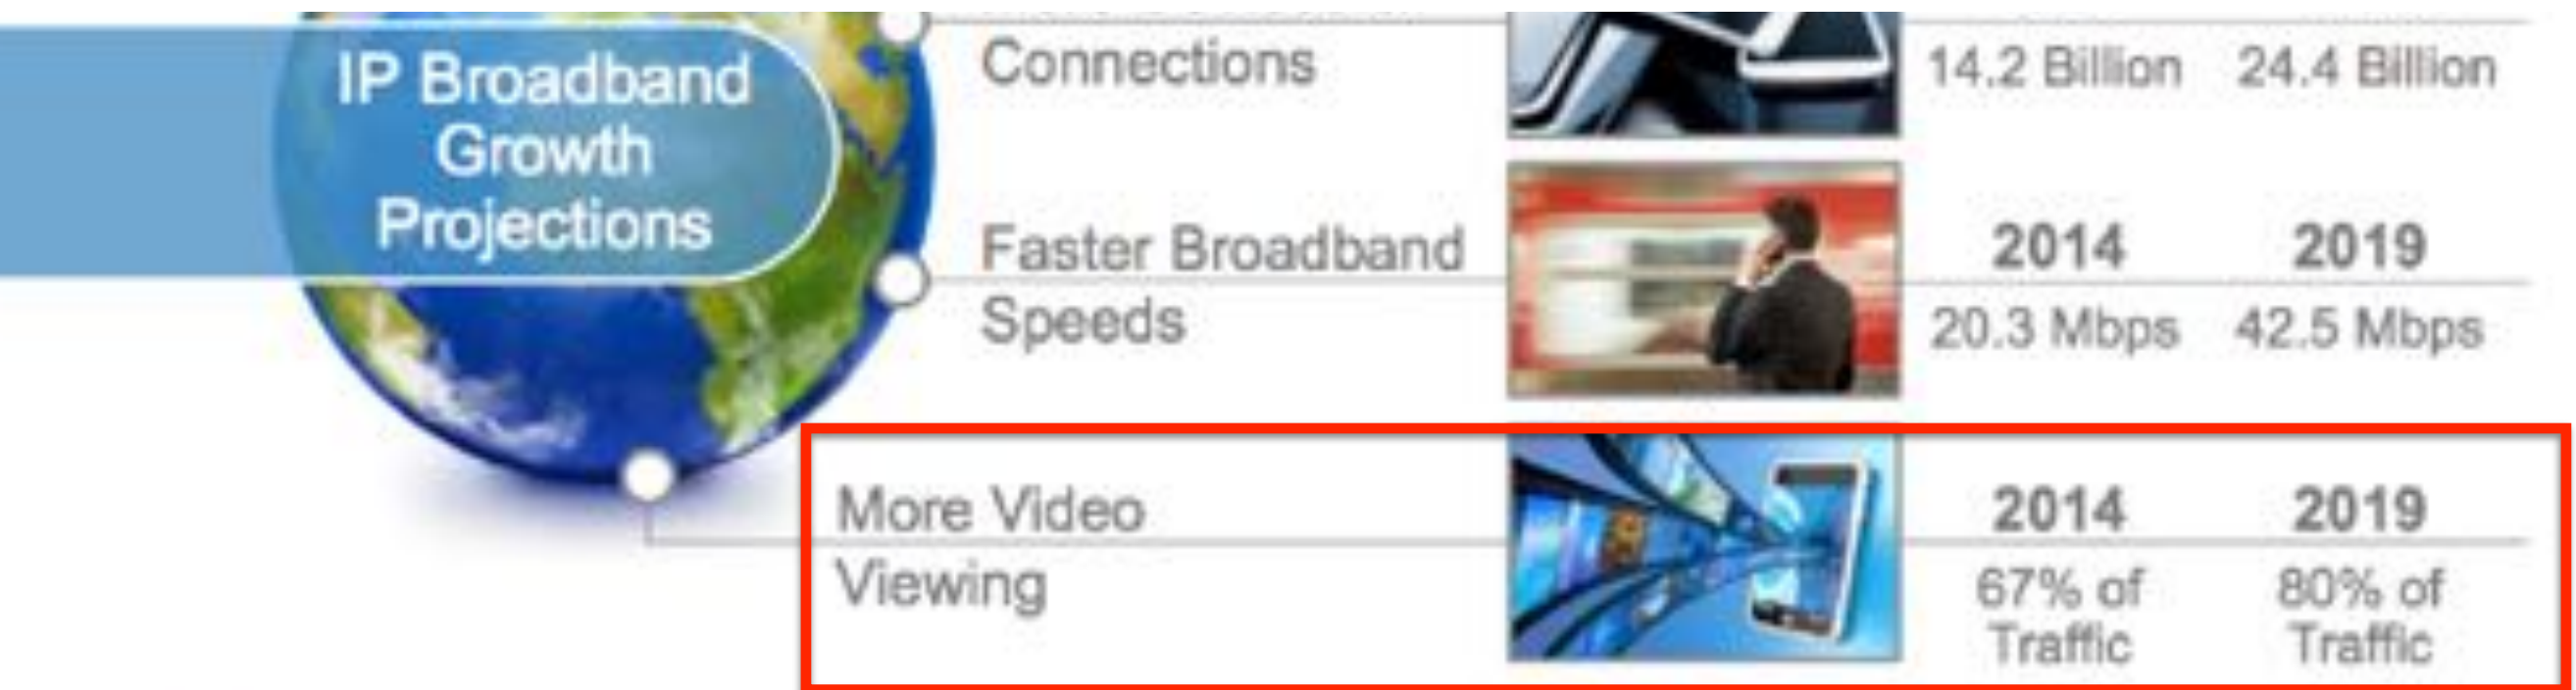 IP Broadband
Growth
Projections
Connections
14.2 Billion 24.4 Billion
Faster Broadband
2014 2019
Speeds
20.3 Mbps 42.5 Mbps
More Video
2014 2019
Viewing
67% of 80% of
Traffic Traffic